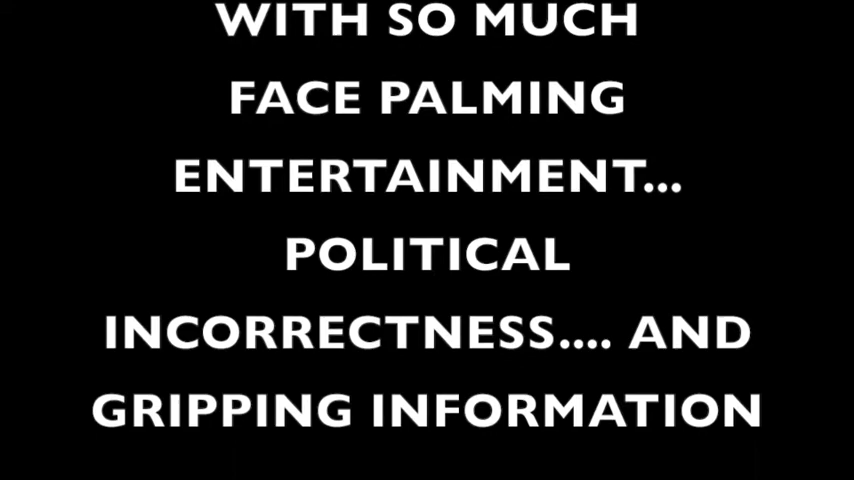 WITH SO MUCH
FACE PALMING
ENTERTAINMENT...
POLITICAL
INCORRECTNESS.... AND
GRIPPING INFORMATION